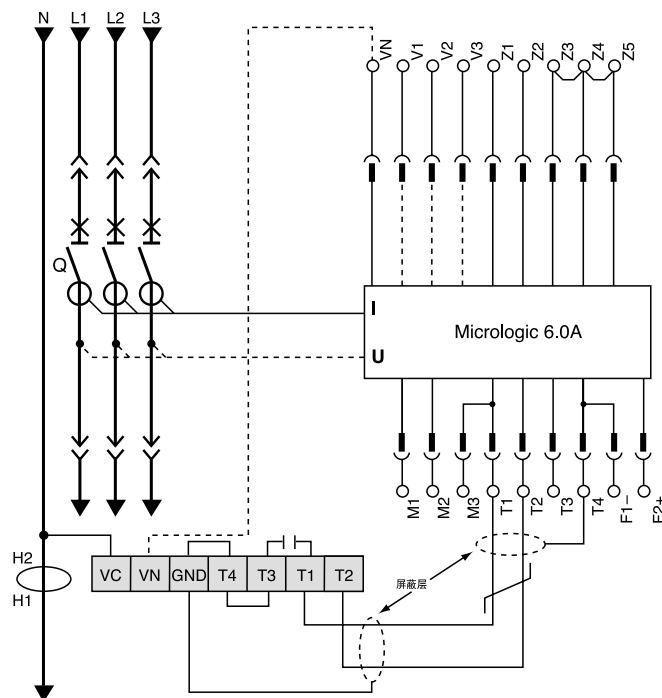 N L1 L2 L3
VN V1 V2 V3 Z1 Z2 Z3 Z4 Z5
Q
I
Micrologic 6.0A
U
M1 M2 M3 T1 T2 T3 T4 F1− F2+
H2
H1
VC VN GND T4 T3 T1 T2
屏蔽层